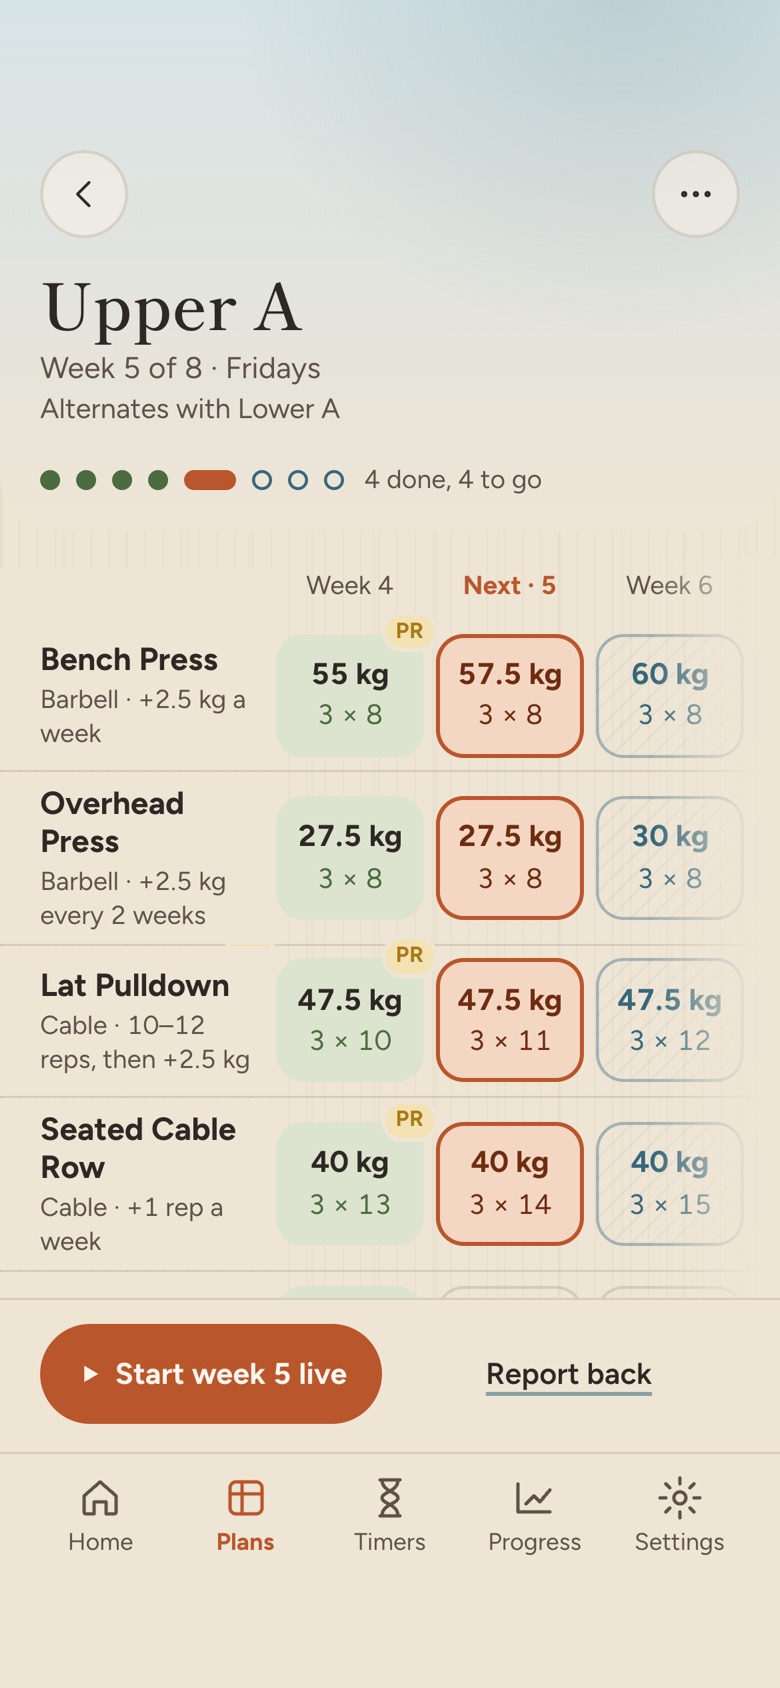 Upper A
Week 5 of 8 · Fridays
Alternates with Lower A
4 done, 4 to go
Week 4 Next · 5 Week 6
Bench Press
Barbell · +2.5 kg a
week
PR
55 kg
3 × 8
57.5 kg
3 × 8
60 kg
3 × 8
Overhead
Press
Barbell · +2.5 kg
every 2 weeks
27.5 kg
3 × 8
27.5 kg
3 × 8
30 kg
3 × 8
Lat Pulldown
Cable · 10–12
reps, then +2.5 kg
PR
47.5 kg
3 × 10
47.5 kg
3 × 11
47.5 kg
3 × 12
Seated Cable
Row
Cable · +1 rep a
week
PR
40 kg
3 × 13
40 kg
3 × 14
40 kg
3 × 15
Start week 5 live
Report back
Home Plans Timers Progress Settings